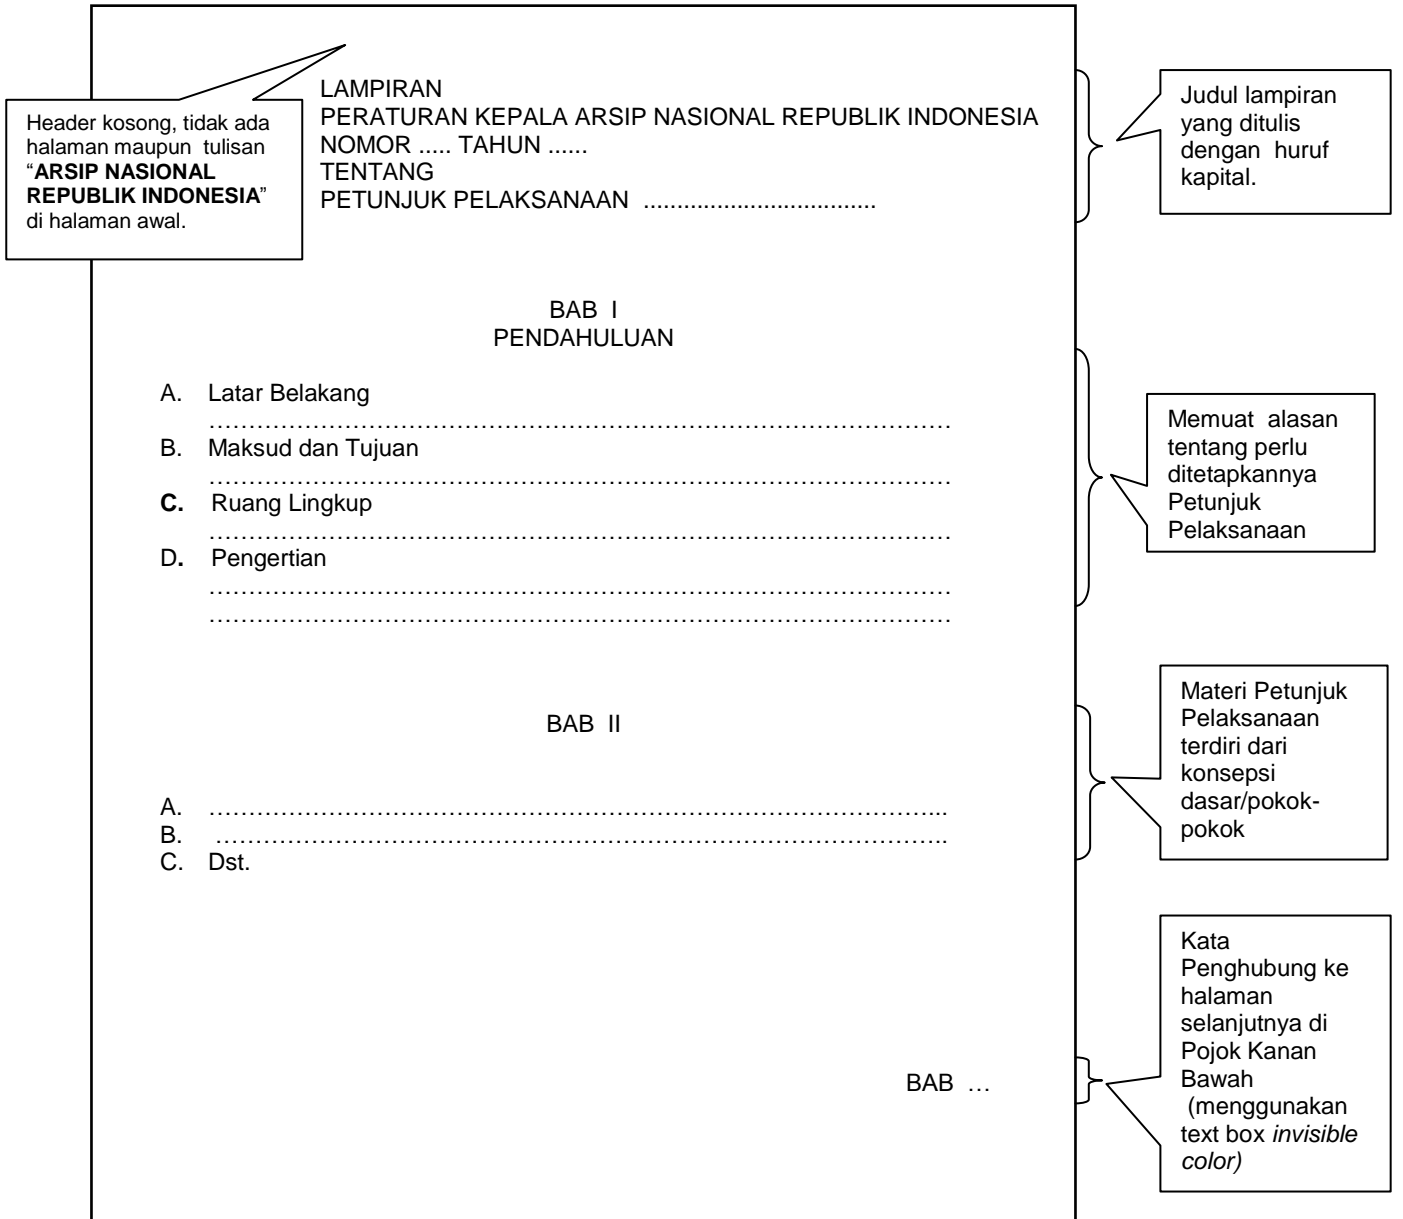 Header kosong, tidak ada
halaman maupun tulisan
“ARSIP NASIONAL
REPUBLIK INDONESIA”
di halaman awal.
LAMPIRAN
PERATURAN KEPALA ARSIP NASIONAL REPUBLIK INDONESIA
NOMOR ..... TAHUN ......
TENTANG
PETUNJUK PELAKSANAAN ...................................
Judul lampiran
yang ditulis
dengan huruf
kapital.
BAB I
PENDAHULUAN
A. Latar Belakang
…………………………………………………………………………………
B. Maksud dan Tujuan
…………………………………………………………………………………
C. Ruang Lingkup
…………………………………………………………………………………
D. Pengertian
…………………………………………………………………………………
…………………………………………………………………………………
Memuat alasan
tentang perlu
ditetapkannya
Petunjuk
Pelaksanaan
BAB II
A. ………………………………………………………………………………...
B. ………………………………………………………………………………..
C. Dst.
Materi Petunjuk
Pelaksanaan
terdiri dari
konsepsi
dasar/pokok-
pokok
BAB …
Kata
Penghubung ke
halaman
selanjutnya di
Pojok Kanan
Bawah
(menggunakan
text box invisible
color)